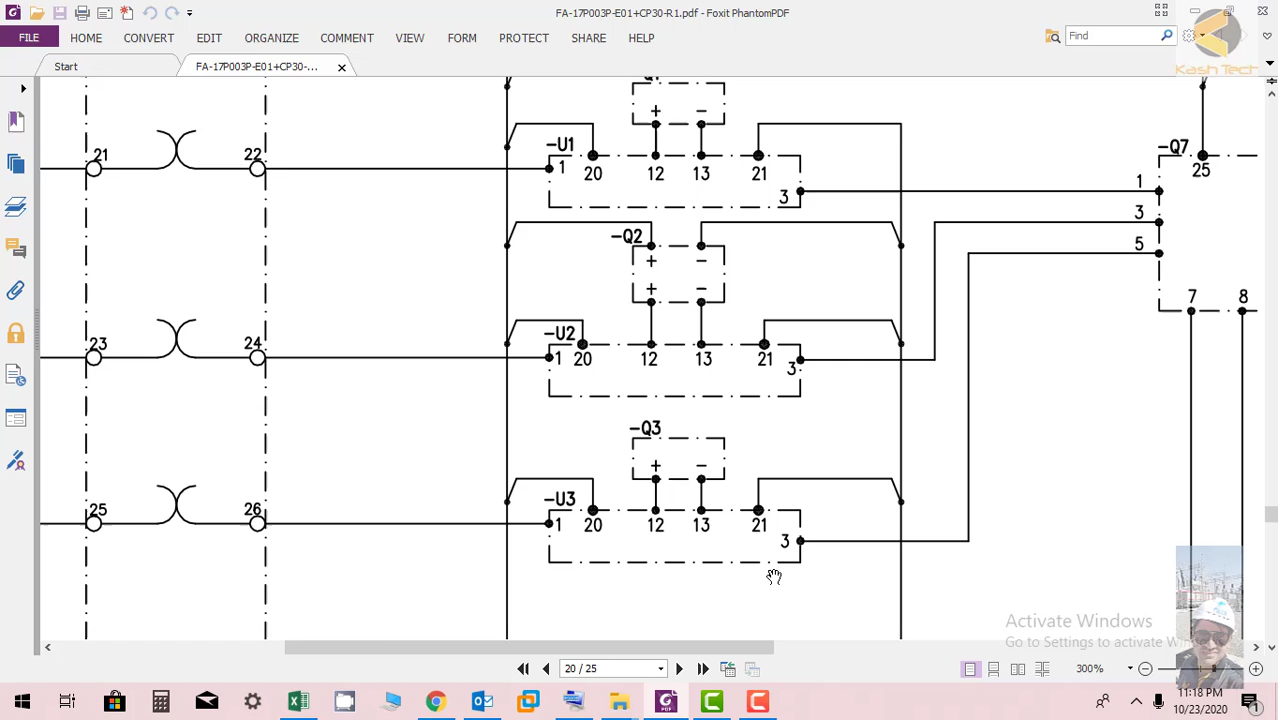 FA-17P003P-E01+CP30-R1.pdf - Foxit PhantomPDF
FILE HOME CONVERT EDIT ORGANIZE COMMENT VIEW FORM PROTECT SHARE HELP
Find
Kash Tech
Start
FA-17P003P-E01+CP30-...
+ −
-U1
21 22
1 20 12 13 21
3
-Q7
25
1
3
5
7 8
-Q2
+ −
+ −
-U2
23 24
1 20 12 13 21
3
-Q3
+ −
-U3
25 26
1 20 12 13 21
3
Activate Windows
Go to Settings to activate Wi
20 / 25
300%
11:18 PM
10/23/2020